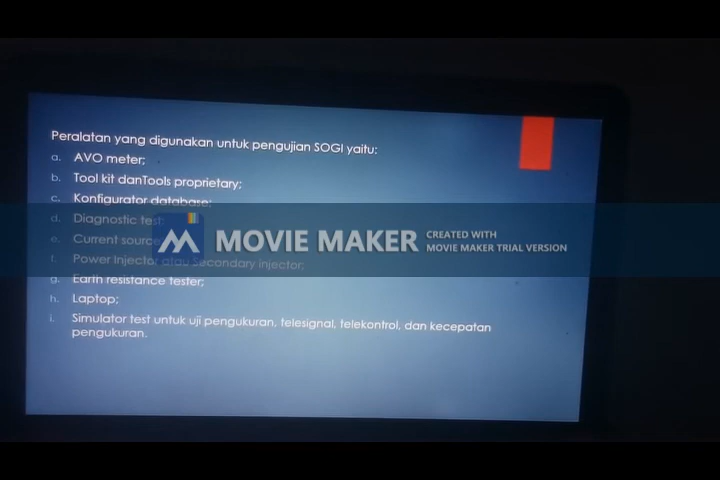 Peralatan yang digunakan untuk pengujian SOGI yaitu:
a. AVO meter;
b. Tool kit danTools proprietary;
c. Konfigurator database;
d. Diagnostic test;
e. Current source
MOVIE MAKER
CREATED WITH
MOVIE MAKER TRIAL VERSION
f. Power Injector atau Secondary injector;
g. Earth resistance tester;
h. Laptop;
i. Simulator test untuk uji pengukuran, telesignal, telekontrol, dan kecepatan
pengukuran.